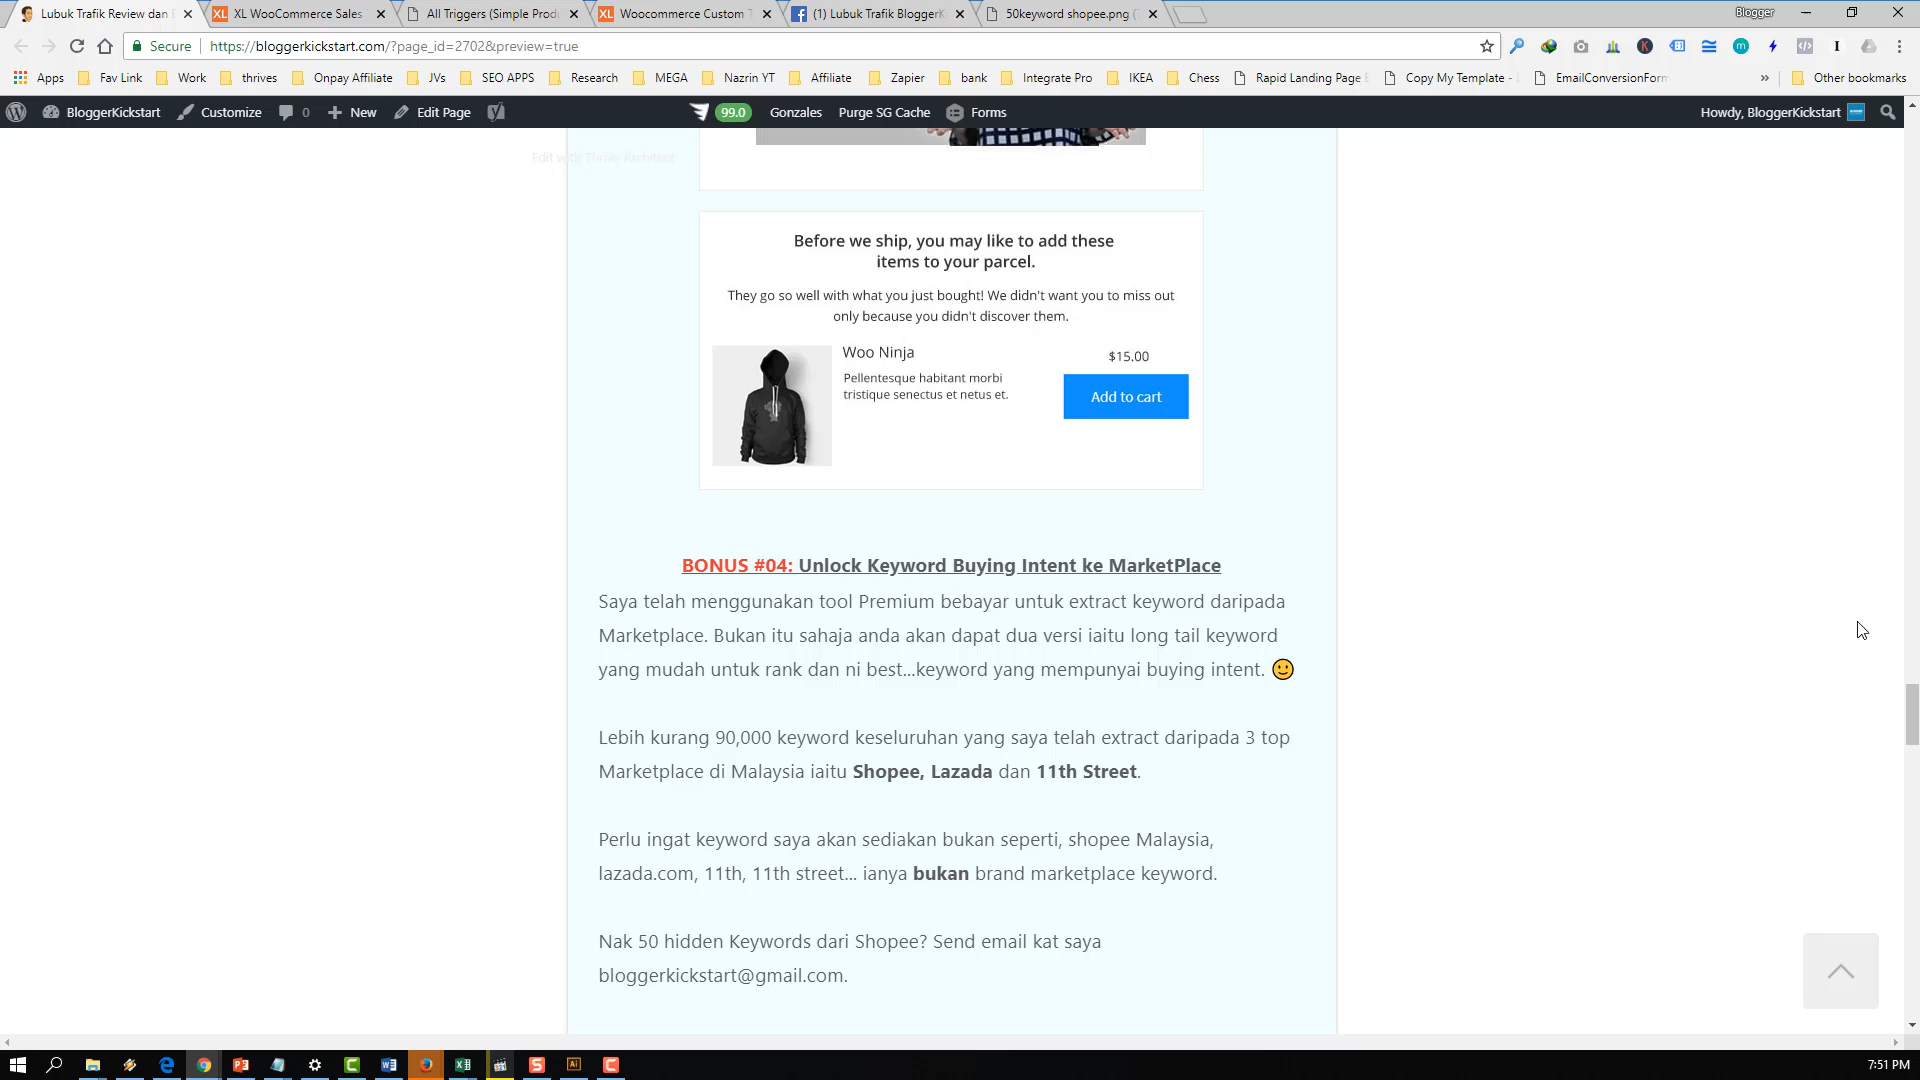 Lubuk Trafik Review dan
XL WooCommerce Sales
All Triggers (Simple Prod
Woocommerce Custom T
(1) Lubuk Trafik BloggerK
50keyword shopee.png (
Blogger
Secure
https://bloggerkickstart.com/?page_id=2702&preview=true
Apps
Fav Link
Work
thrives
Onpay Affiliate
JVs
SEO APPS
Research
MEGA
Nazrin YT
Affiliate
Zapier
bank
Integrate Pro
IKEA
Chess
Rapid Landing Page
Copy My Template -
EmailConversionForm
Other bookmarks
BloggerKickstart
Customize
0
New
Edit Page
99.0
Gonzales
Purge SG Cache
Forms
Howdy, BloggerKickstart
Edit with Thrive Architect
Before we ship, you may like to add these
items to your parcel.
They go so well with what you just bought! We didn't want you to miss out
only because you didn't discover them.
Woo Ninja
$15.00
Pellentesque habitant morbi
tristique senectus et netus et.
Add to cart
BONUS #04: Unlock Keyword Buying Intent ke MarketPlace
Saya telah menggunakan tool Premium bebayar untuk extract keyword daripada
Marketplace. Bukan itu sahaja anda akan dapat dua versi iaitu long tail keyword
yang mudah untuk rank dan ni best...keyword yang mempunyai buying intent. 🙂
Lebih kurang 90,000 keyword keseluruhan yang saya telah extract daripada 3 top
Marketplace di Malaysia iaitu Shopee, Lazada dan 11th Street.
Perlu ingat keyword saya akan sediakan bukan seperti, shopee Malaysia,
lazada.com, 11th, 11th street... ianya bukan brand marketplace keyword.
Nak 50 hidden Keywords dari Shopee? Send email kat saya
bloggerkickstart@gmail.com.
7:51 PM